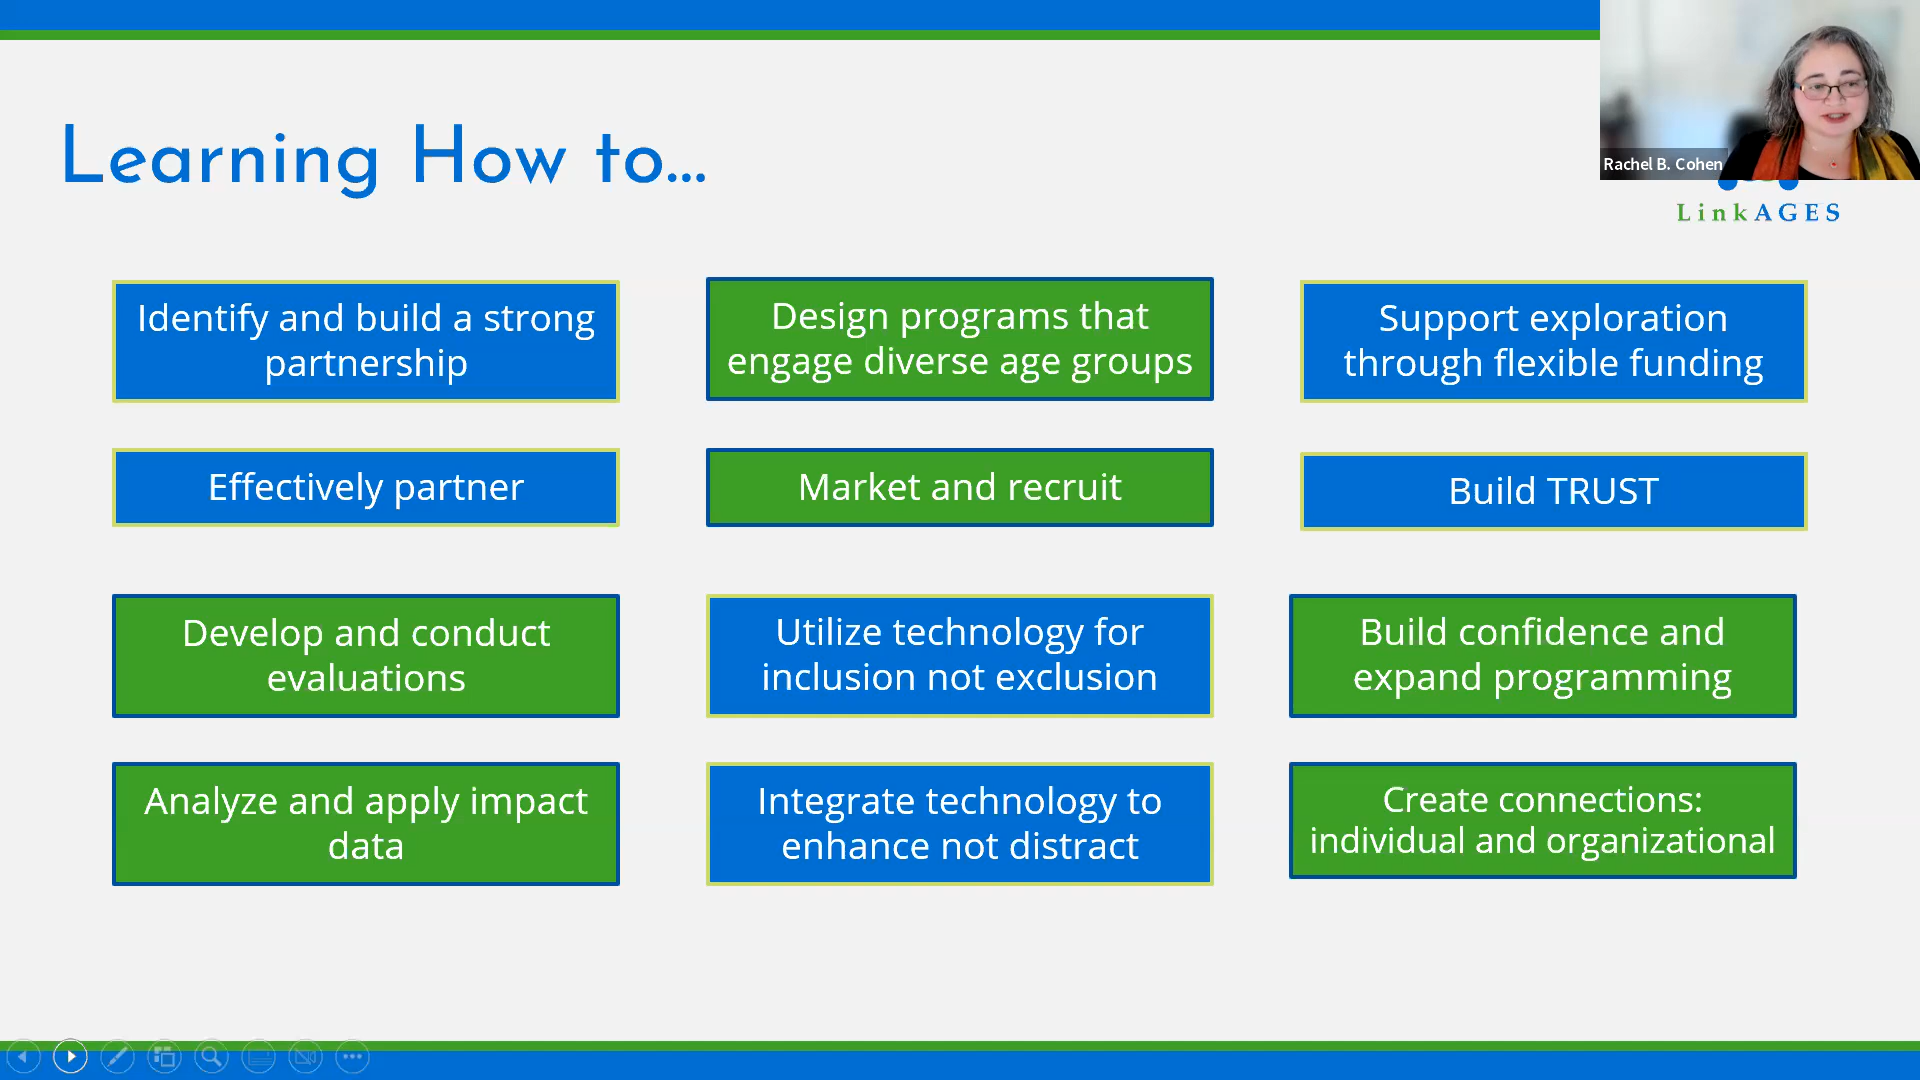 Rachel B. Cohen
Learning How to...
LinkAGES
Identify and build a strong
partnership
Design programs that
engage diverse age groups
Support exploration
through flexible funding
Effectively partner
Market and recruit
Build TRUST
Develop and conduct
evaluations
Utilize technology for
inclusion not exclusion
Build confidence and
expand programming
Analyze and apply impact
data
Integrate technology to
enhance not distract
Create connections:
individual and organizational